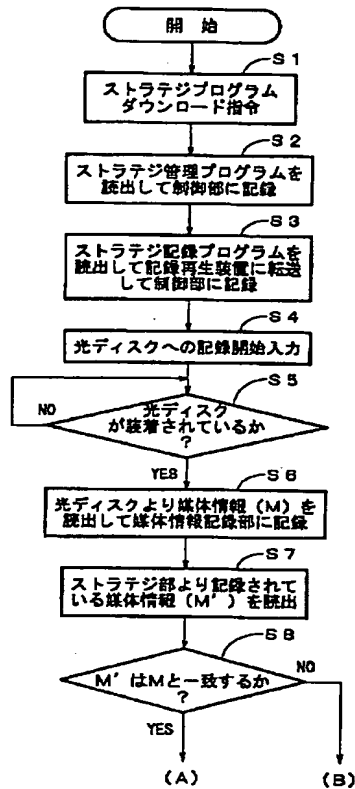 開始
S1
ストラテジプログラム
ダウンロード指令
S2
ストラテジ管理プログラムを
読出して制御部に記録
S3
ストラテジ記録プログラムを
読出して記録再生装置に転送
して制御部に記録
S4
光ディスクへの記録開始入力
S5
光ディスク
が装着されているか
?
NO
YES
S6
光ディスクより媒体情報(M)を
読出して媒体情報記録部に記録
S7
ストラテジ部より記録されて
いる媒体情報(M')を読出
S8
M'はMと一致するか
?
NO
YES
(A)
(B)